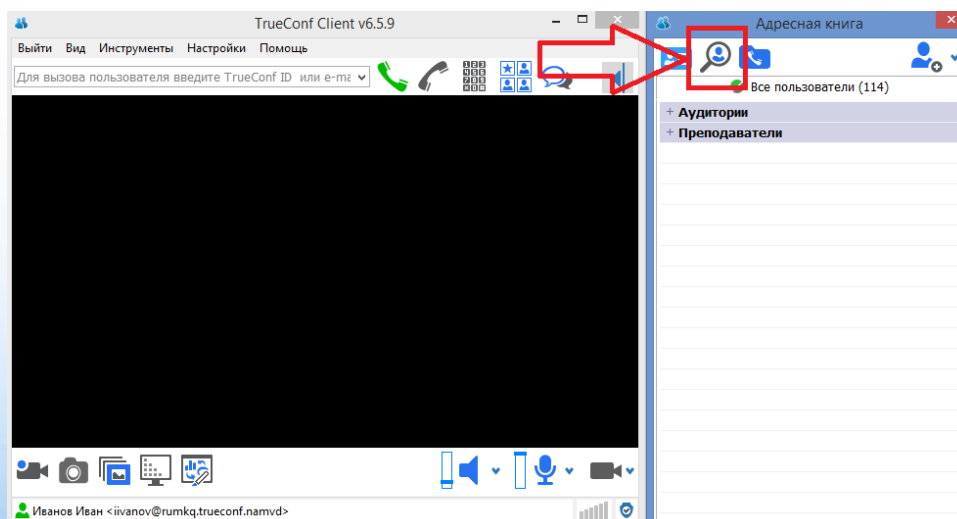 TrueConf Client v6.5.9
Выйти Вид Инструменты Настройки Помощь
Для вызова пользователя введите TrueConf ID или e-ma
Иванов Иван <iivanov@rumkq.trueconf.namvd>
Адресная книга
Все пользователи (114)
+ Аудитории
+ Преподаватели